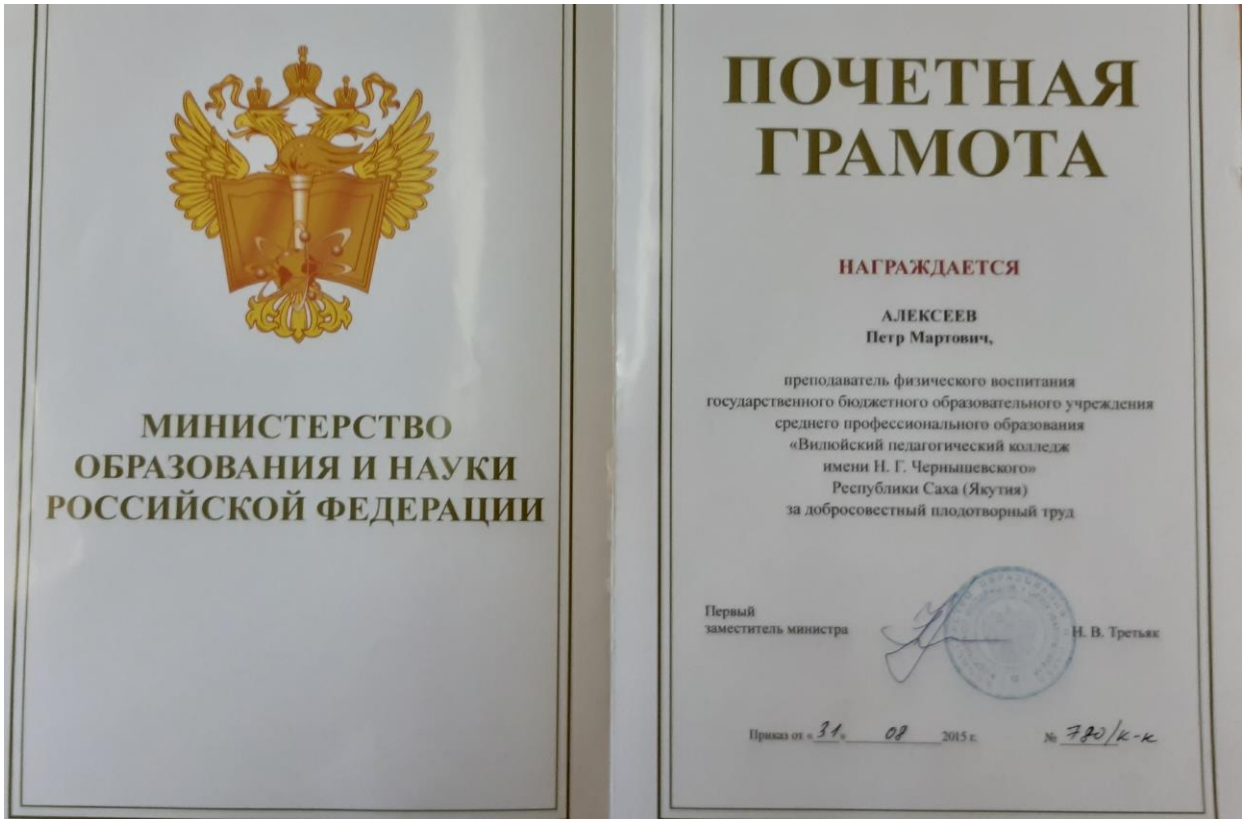 МИНИСТЕРСТВО
ОБРАЗОВАНИЯ И НАУКИ
РОССИЙСКОЙ ФЕДЕРАЦИИ
ПОЧЕТНАЯ
ГРАМОТА
НАГРАЖДАЕТСЯ
АЛЕКСЕЕВ
Петр Мартович,
преподаватель физического воспитания
государственного бюджетного образовательного учреждения
среднего профессионального образования
«Вилюйский педагогический колледж
имени Н. Г. Чернышевского»
Республики Саха (Якутия)
за добросовестный плодотворный труд
Первый
заместитель министра
Н. В. Третьяк
Приказ от «31» 08 2015 г. № 780/к-к